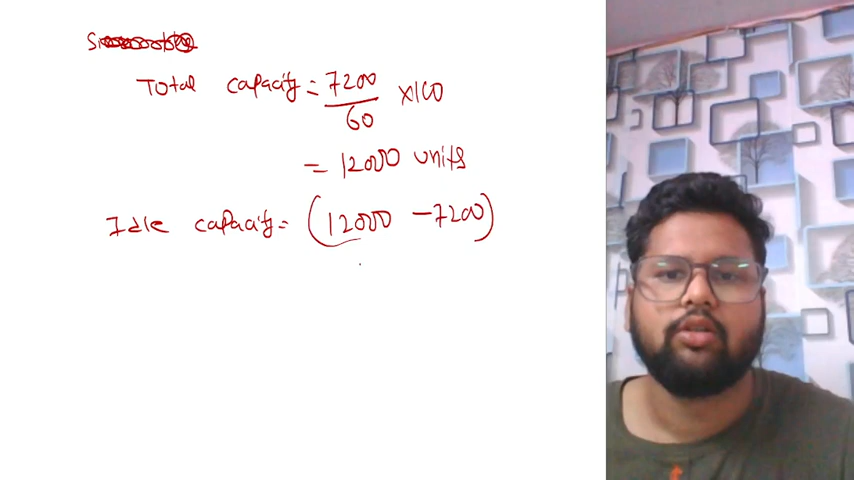 Total capacity = 7200/60 ×100
= 12000 units
Idle capacity = (12000 - 7200)